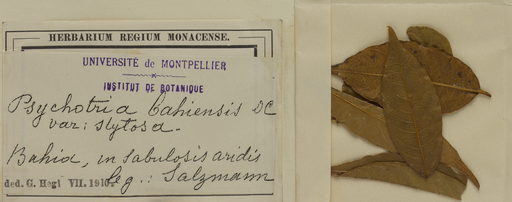 HERBARIUM REGIUM MONACENSE.
UNIVERSITÉ de MONTPELLIER
INSTITUT DE BOTANIQUE
Psychotria bahiensis DC
var: stytosa.
Bahia, in sabulosis aridis
leg.: Salzmann
ded. G. Hegi VII. 1910.